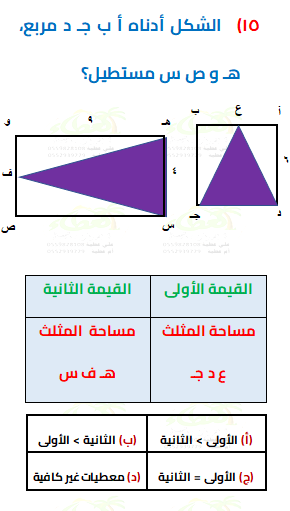 ١٥) الشكل أدناه أ ب جـ د مربع،
هـ و ص س مستطيل؟
أ ع ب
د جـ
هـ ٩ و
٤ ف
س ص
القيمة الأولى القيمة الثانية
مساحة المثلث مساحة المثلث
ع د جـ هـ ف س
(أ) الأولى > الثانية (ب) الثانية > الأولى
(ج) الأولى = الثانية (د) معطيات غير كافية